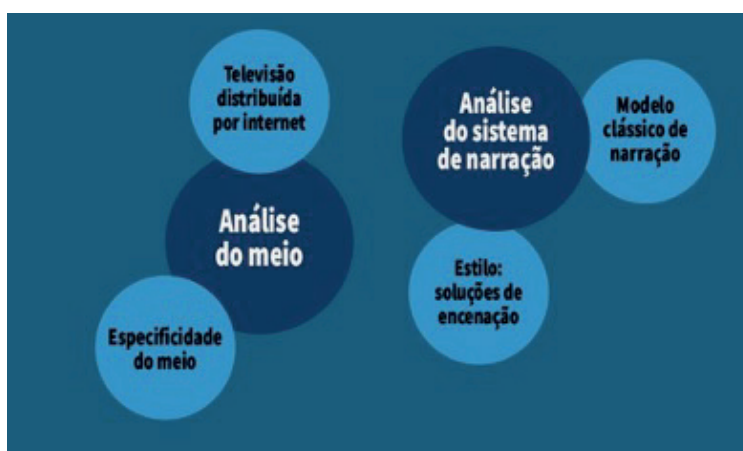 Televisão
distribuída
por internet
Análise
do meio
Especificidade
do meio
Análise
do sistema
de narração
Modelo
clássico de
narração
Estilo:
soluções de
encenação